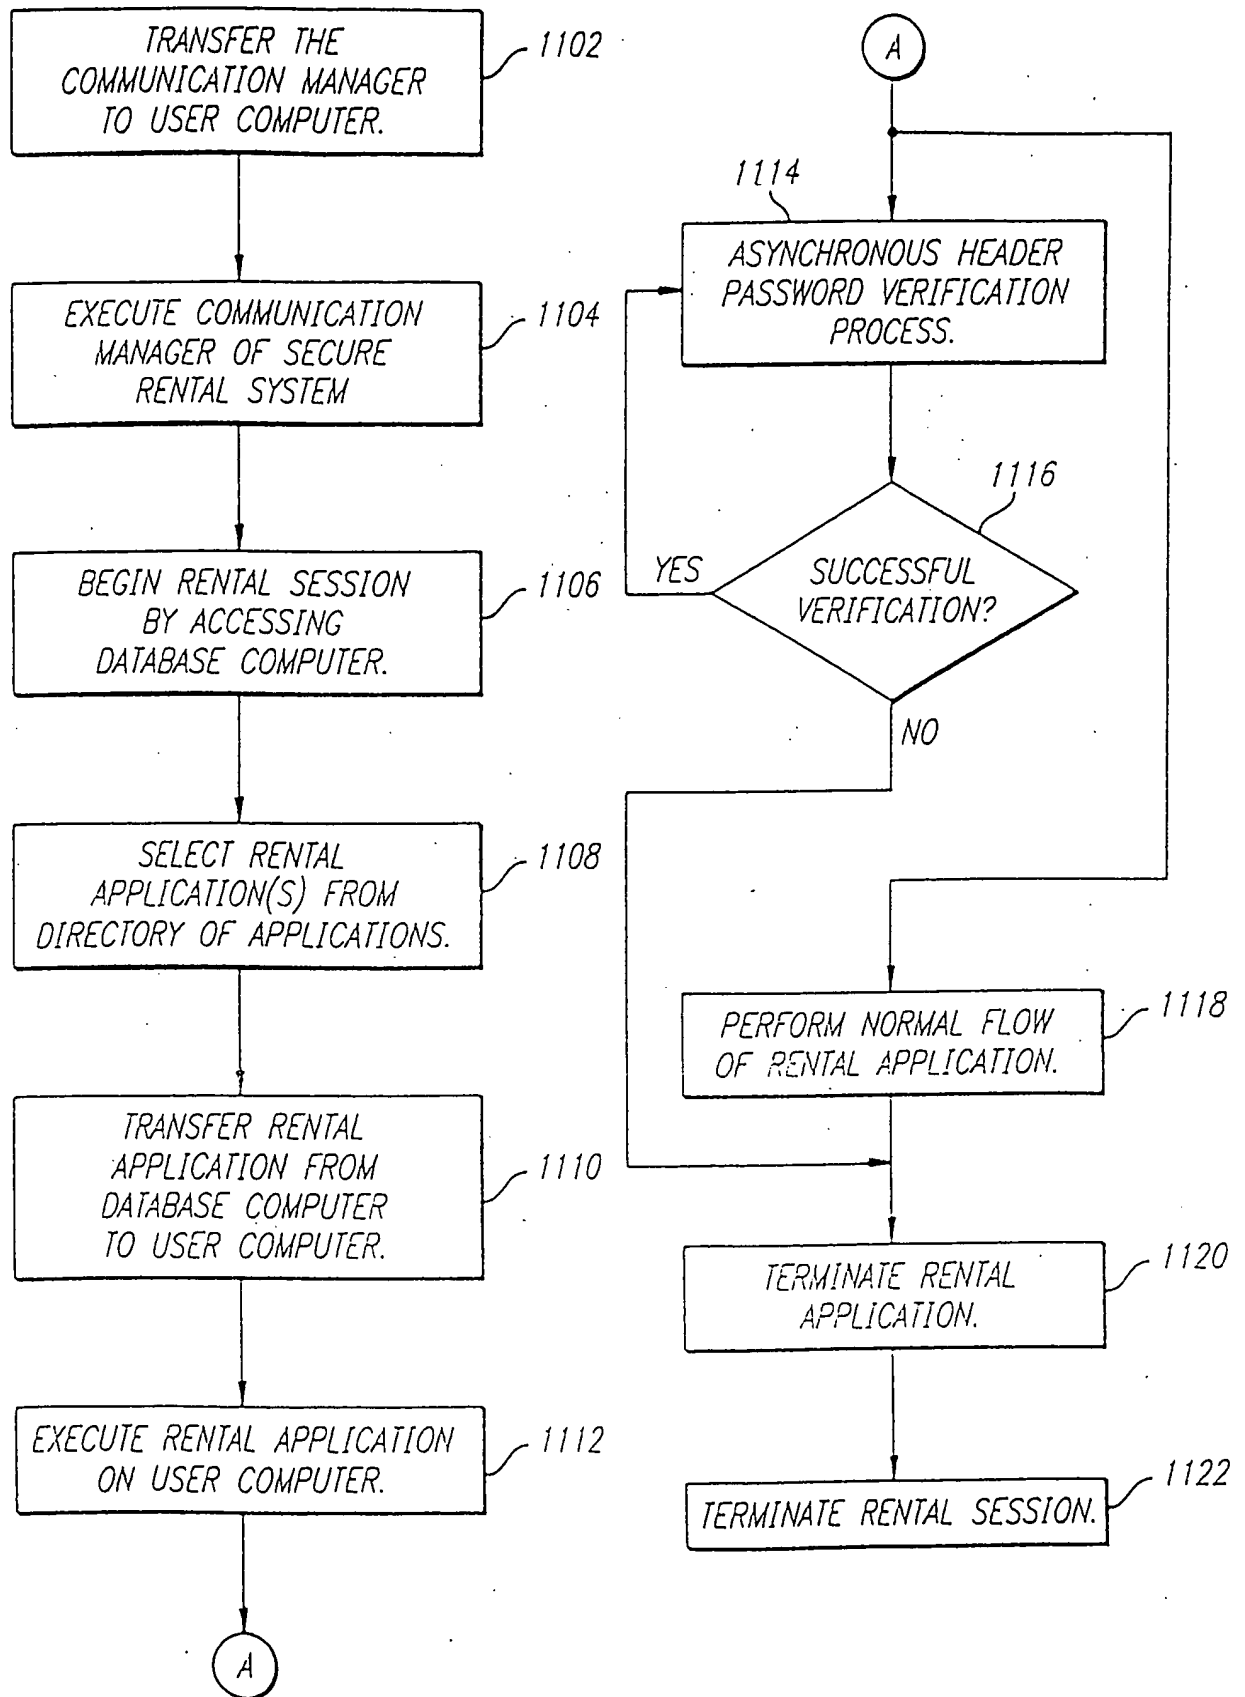 TRANSFER THE
COMMUNICATION MANAGER
TO USER COMPUTER.
1102
EXECUTE COMMUNICATION
MANAGER OF SECURE
RENTAL SYSTEM
1104
BEGIN RENTAL SESSION
BY ACCESSING
DATABASE COMPUTER.
1106
SELECT RENTAL
APPLICATION(S) FROM
DIRECTORY OF APPLICATIONS.
1108
TRANSFER RENTAL
APPLICATION FROM
DATABASE COMPUTER
TO USER COMPUTER.
1110
EXECUTE RENTAL APPLICATION
ON USER COMPUTER.
1112
A
A
1114
ASYNCHRONOUS HEADER
PASSWORD VERIFICATION
PROCESS.
1116
YES
SUCCESSFUL
VERIFICATION?
NO
PERFORM NORMAL FLOW
OF RENTAL APPLICATION.
1118
TERMINATE RENTAL
APPLICATION.
1120
TERMINATE RENTAL SESSION.
1122